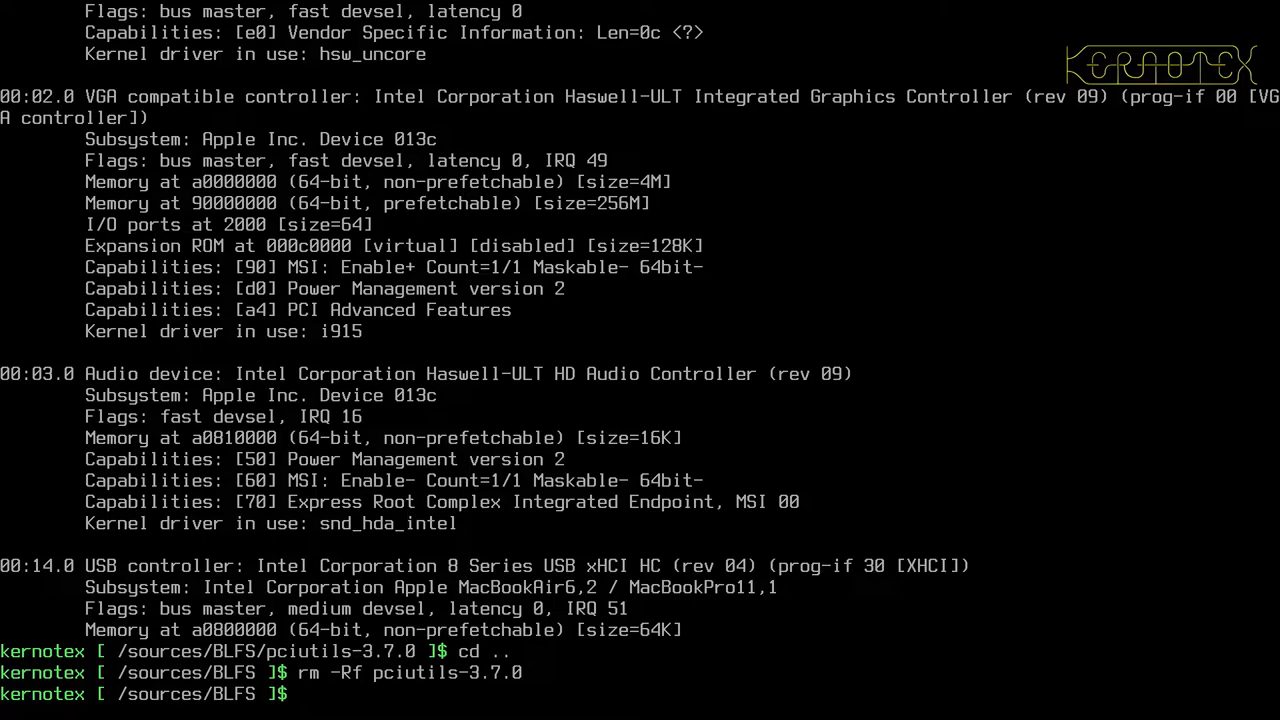 Flags: bus master, fast devsel, latency 0
Capabilities: [e0] Vendor Specific Information: Len=0c <?>
Kernel driver in use: hsw_uncore
KERNOTEX
00:02.0 VGA compatible controller: Intel Corporation Haswell-ULT Integrated Graphics Controller (rev 09) (prog-if 00 [VG
A controller])
Subsystem: Apple Inc. Device 013c
Flags: bus master, fast devsel, latency 0, IRQ 49
Memory at a0000000 (64-bit, non-prefetchable) [size=4M]
Memory at 90000000 (64-bit, prefetchable) [size=256M]
I/O ports at 2000 [size=64]
Expansion ROM at 000c0000 [virtual] [disabled] [size=128K]
Capabilities: [90] MSI: Enable+ Count=1/1 Maskable- 64bit-
Capabilities: [d0] Power Management version 2
Capabilities: [a4] PCI Advanced Features
Kernel driver in use: i915
00:03.0 Audio device: Intel Corporation Haswell-ULT HD Audio Controller (rev 09)
Subsystem: Apple Inc. Device 013c
Flags: fast devsel, IRQ 16
Memory at a0810000 (64-bit, non-prefetchable) [size=16K]
Capabilities: [50] Power Management version 2
Capabilities: [60] MSI: Enable- Count=1/1 Maskable- 64bit-
Capabilities: [70] Express Root Complex Integrated Endpoint, MSI 00
Kernel driver in use: snd_hda_intel
00:14.0 USB controller: Intel Corporation 8 Series USB xHCI HC (rev 04) (prog-if 30 [XHCI])
Subsystem: Intel Corporation Apple MacBookAir6,2 / MacBookPro11,1
Flags: bus master, medium devsel, latency 0, IRQ 51
Memory at a0800000 (64-bit, non-prefetchable) [size=64K]
kernotex [ /sources/BLFS/pciutils-3.7.0 ]$ cd ..
kernotex [ /sources/BLFS ]$ rm -Rf pciutils-3.7.0
kernotex [ /sources/BLFS ]$